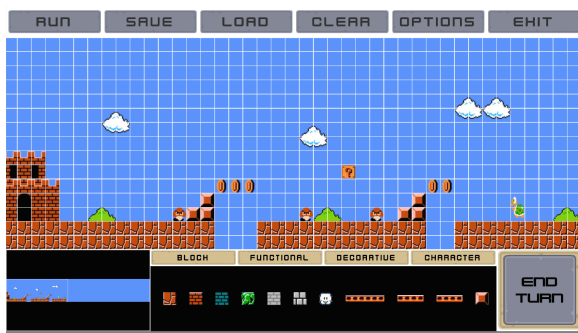 RUN SAVE LOAD CLEAR OPTIONS EXIT
?
BLOCK FUNCTIONAL DECORATIVE CHARACTER
END
TURN